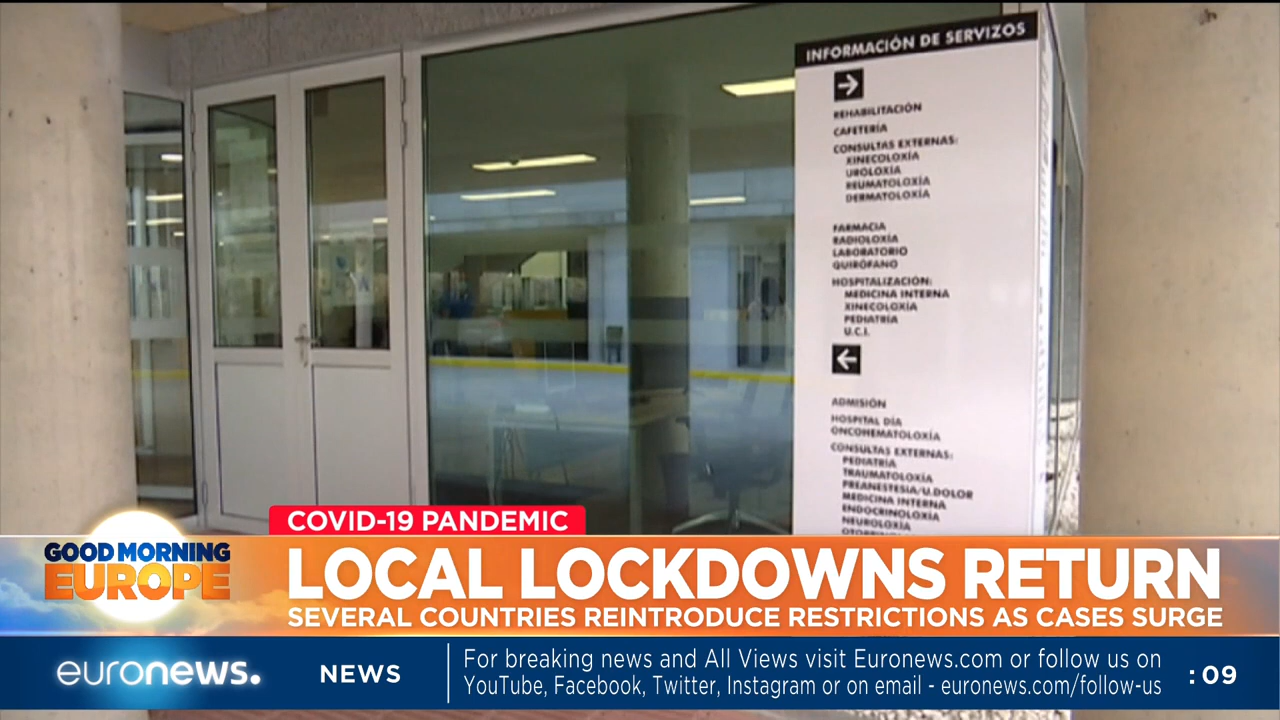 INFORMACIÓN DE SERVIZOS
REHABILITACIÓN
CAFETERÍA
CONSULTAS EXTERNAS:
XINECOLOXÍA
UROLOXÍA
REUMATOLOXÍA
DERMATOLOXÍA
FARMACIA
RADIOLOXÍA
LABORATORIO
QUIRÓFANO
HOSPITALIZACIÓN:
MEDICINA INTERNA
XINECOLOXÍA
PEDIATRÍA
U.C.I.
ADMISIÓN
HOSPITAL DÍA
ONCOHEMATOLOXÍA
CONSULTAS EXTERNAS:
PEDIATRIA
TRAUMATOLOXÍA
PREANESTESIA/U.DOLOR
MEDICINA INTERNA
ENDOCRINOLOXÍA
NEUROLOXÍA
COVID-19 PANDEMIC
GOOD MORNING
EUROPE
LOCAL LOCKDOWNS RETURN
SEVERAL COUNTRIES REINTRODUCE RESTRICTIONS AS CASES SURGE
euronews.
NEWS
For breaking news and All Views visit Euronews.com or follow us on
YouTube, Facebook, Twitter, Instagram or on email - euronews.com/follow-us
:09